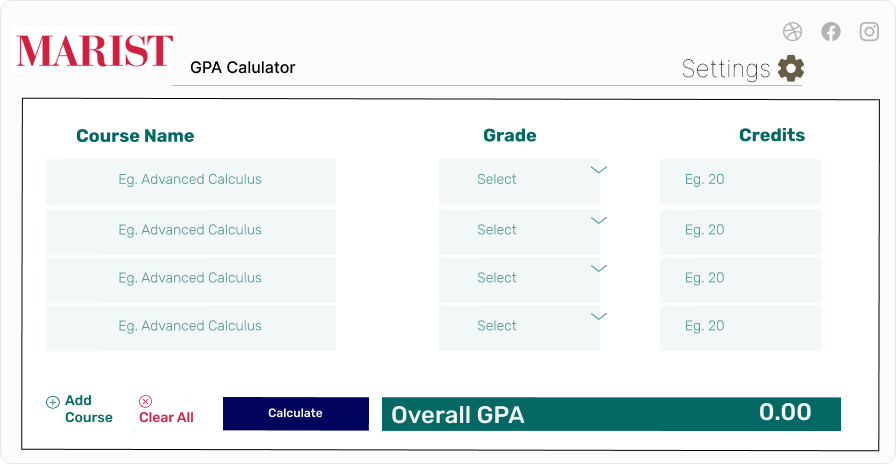 MARIST
GPA Calulator
Settings
Course Name Grade Credits
Eg. Advanced Calculus Select Eg. 20
Eg. Advanced Calculus Select Eg. 20
Eg. Advanced Calculus Select Eg. 20
Eg. Advanced Calculus Select Eg. 20
Add
Course
Clear All
Calculate
Overall GPA 0.00